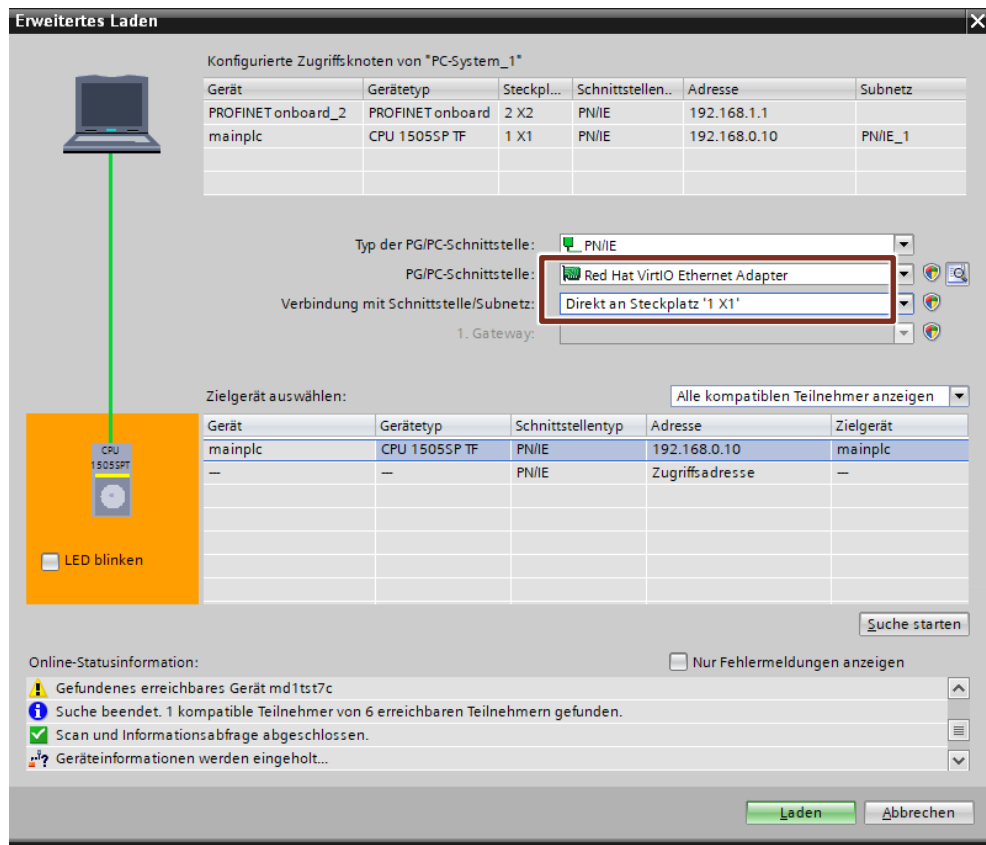 Erweitertes Laden
Konfigurierte Zugriffsknoten von "PC-System_1"
Gerät Gerätetyp Steckpl... Schnittstellen.. Adresse Subnetz
PROFINET onboard_2 PROFINET onboard 2 X2 PN/IE 192.168.1.1
mainplc CPU 1505SP TF 1 X1 PN/IE 192.168.0.10 PN/IE_1
Typ der PG/PC-Schnittstelle: PN/IE
PG/PC-Schnittstelle: Red Hat VirtIO Ethernet Adapter
Verbindung mit Schnittstelle/Subnetz: Direkt an Steckplatz '1 X1'
1. Gateway:
Zielgerät auswählen: Alle kompatiblen Teilnehmer anzeigen
Gerät Gerätetyp Schnittstellentyp Adresse Zielgerät
mainplc CPU 1505SP TF PN/IE 192.168.0.10 mainplc
— — PN/IE Zugriffsadresse —
CPU
1505SPT
LED blinken
Suche starten
Online-Statusinformation: Nur Fehlermeldungen anzeigen
Gefundenes erreichbares Gerät md1tst7c
Suche beendet. 1 kompatible Teilnehmer von 6 erreichbaren Teilnehmern gefunden.
Scan und Informationsabfrage abgeschlossen.
Geräteinformationen werden eingeholt...
Laden Abbrechen